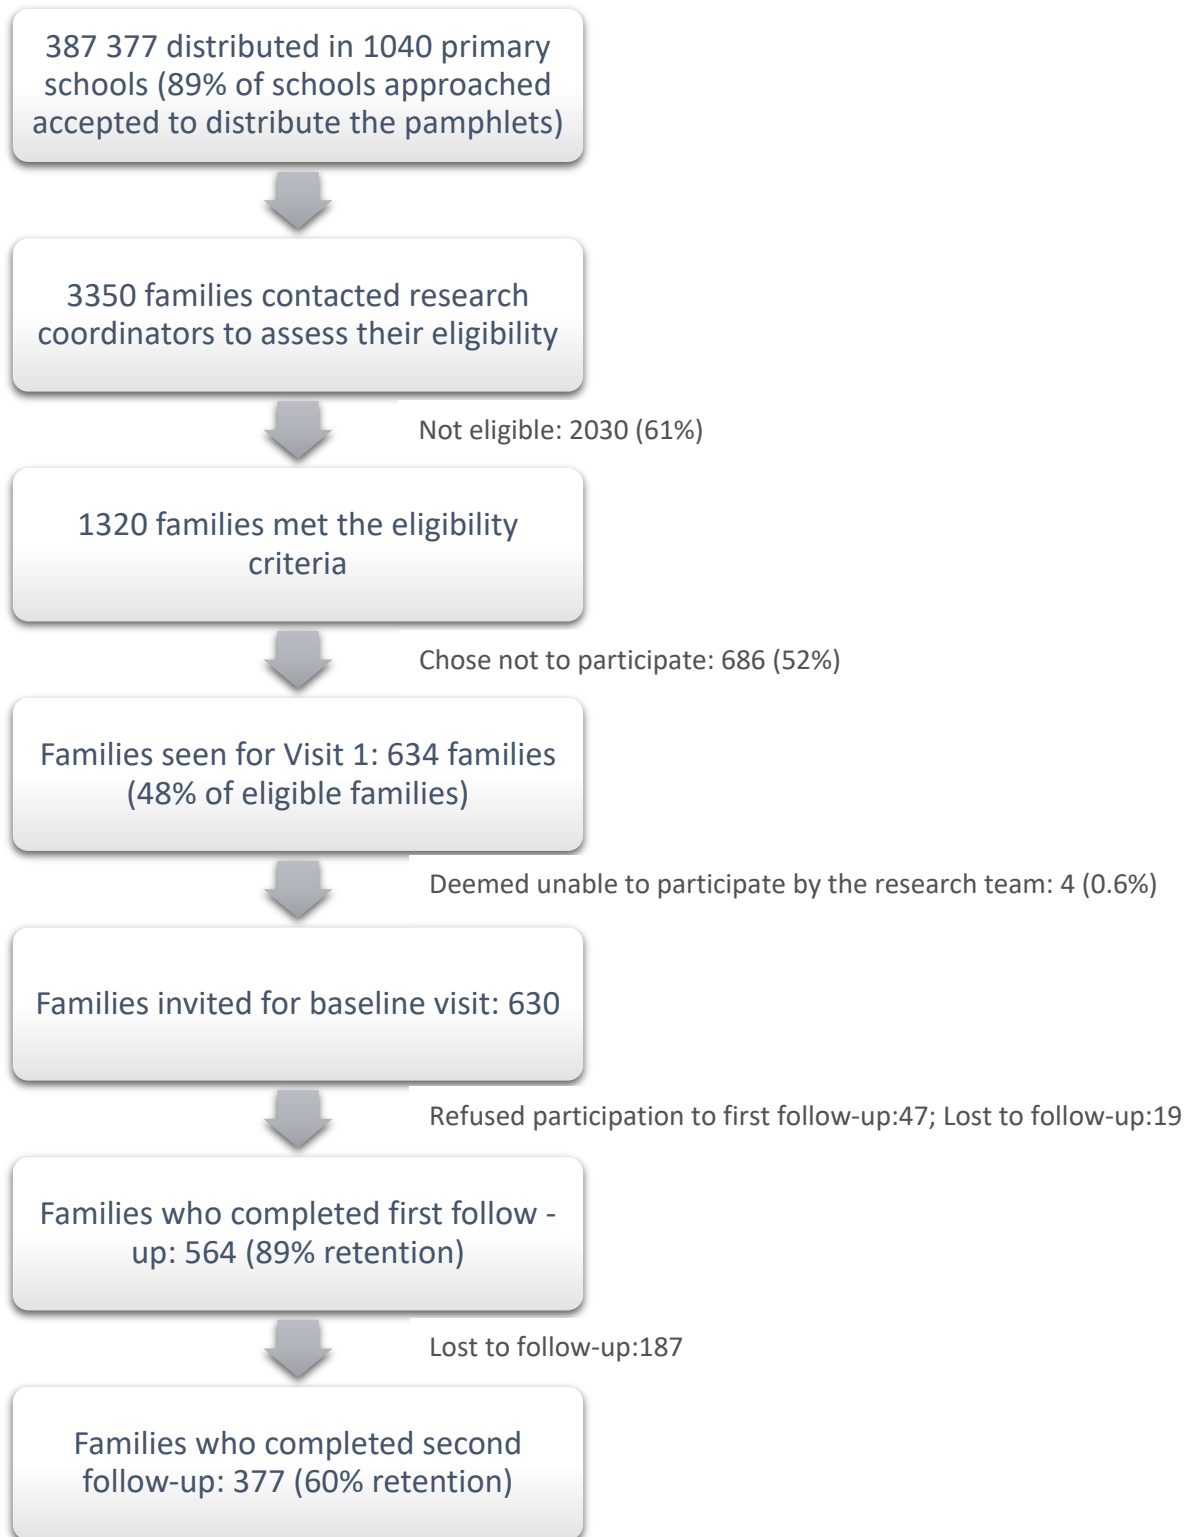 387 377 distributed in 1040 primary
schools (89% of schools approached
accepted to distribute the pamphlets)
3350 families contacted research
coordinators to assess their eligibility
Not eligible: 2030 (61%)
1320 families met the eligibility
criteria
Chose not to participate: 686 (52%)
Families seen for Visit 1: 634 families
(48% of eligible families)
Deemed unable to participate by the research team: 4 (0.6%)
Families invited for baseline visit: 630
Refused participation to first follow-up:47; Lost to follow-up:19
Families who completed first follow -
up: 564 (89% retention)
Lost to follow-up:187
Families who completed second
follow-up: 377 (60% retention)